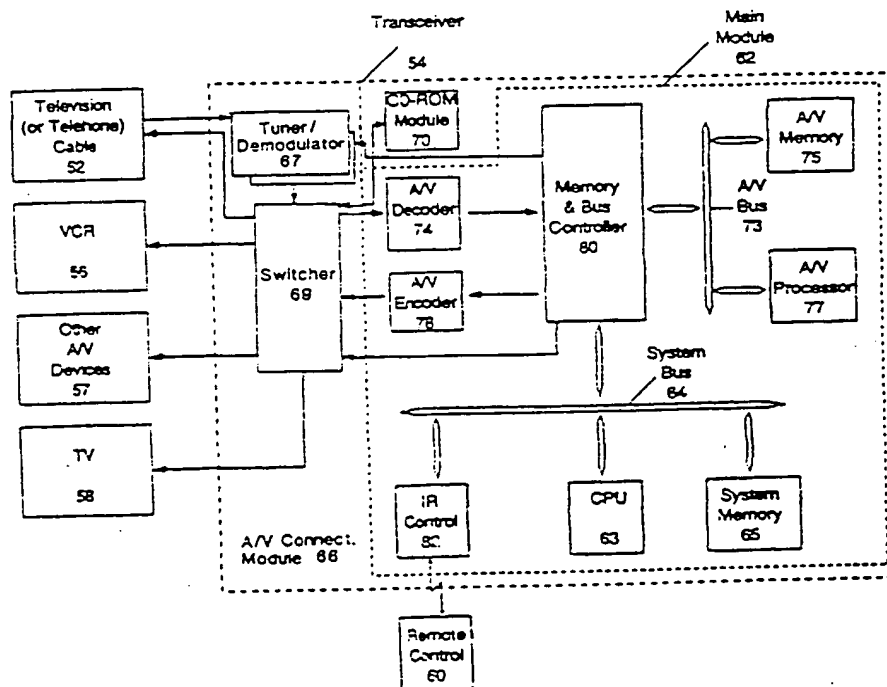 Transceiver
54
Main
Module
62
Television
(or Telehone)
Cable
52
Tuner /
Demodulator
67
CD-ROM
Module
70
A/V
Memory
75
VCR
56
A/V
Decoder
74
Memory
& Bus
Controller
80
A/V
Bus
73
Switcher
69
A/V
Encoder
78
A/V
Processor
77
Other
A/V
Devices
57
System
Bus
64
TV
58
IR
Control
82
CPU
63
System
Memory
65
A/V Connect.
Module 66
Remote
Control
60